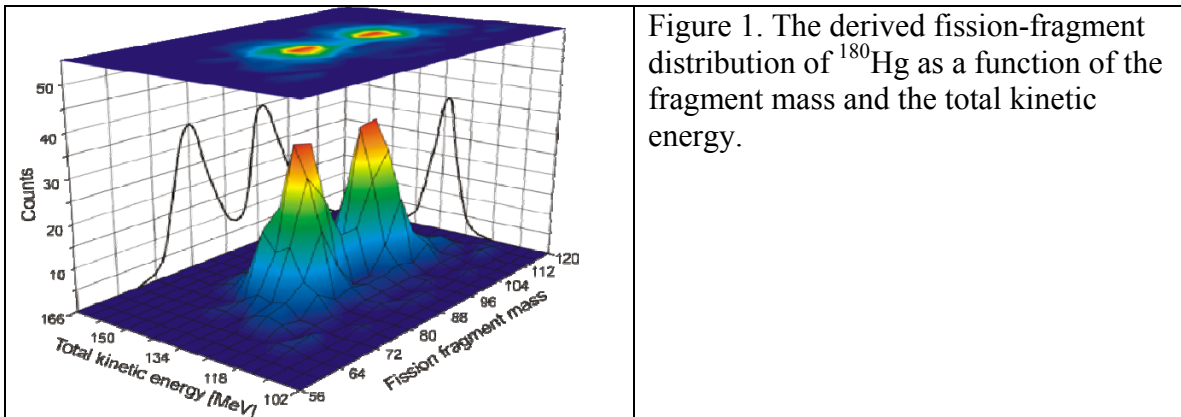 Figure 1. The derived fission-fragment
distribution of ¹⁸⁰Hg as a function of the
fragment mass and the total kinetic
energy.
50
40
30
20
10
Counts
166
150
134
118
102
Total kinetic energy [MeV]
56
64
72
80
88
96
104
112
120
Fission fragment mass